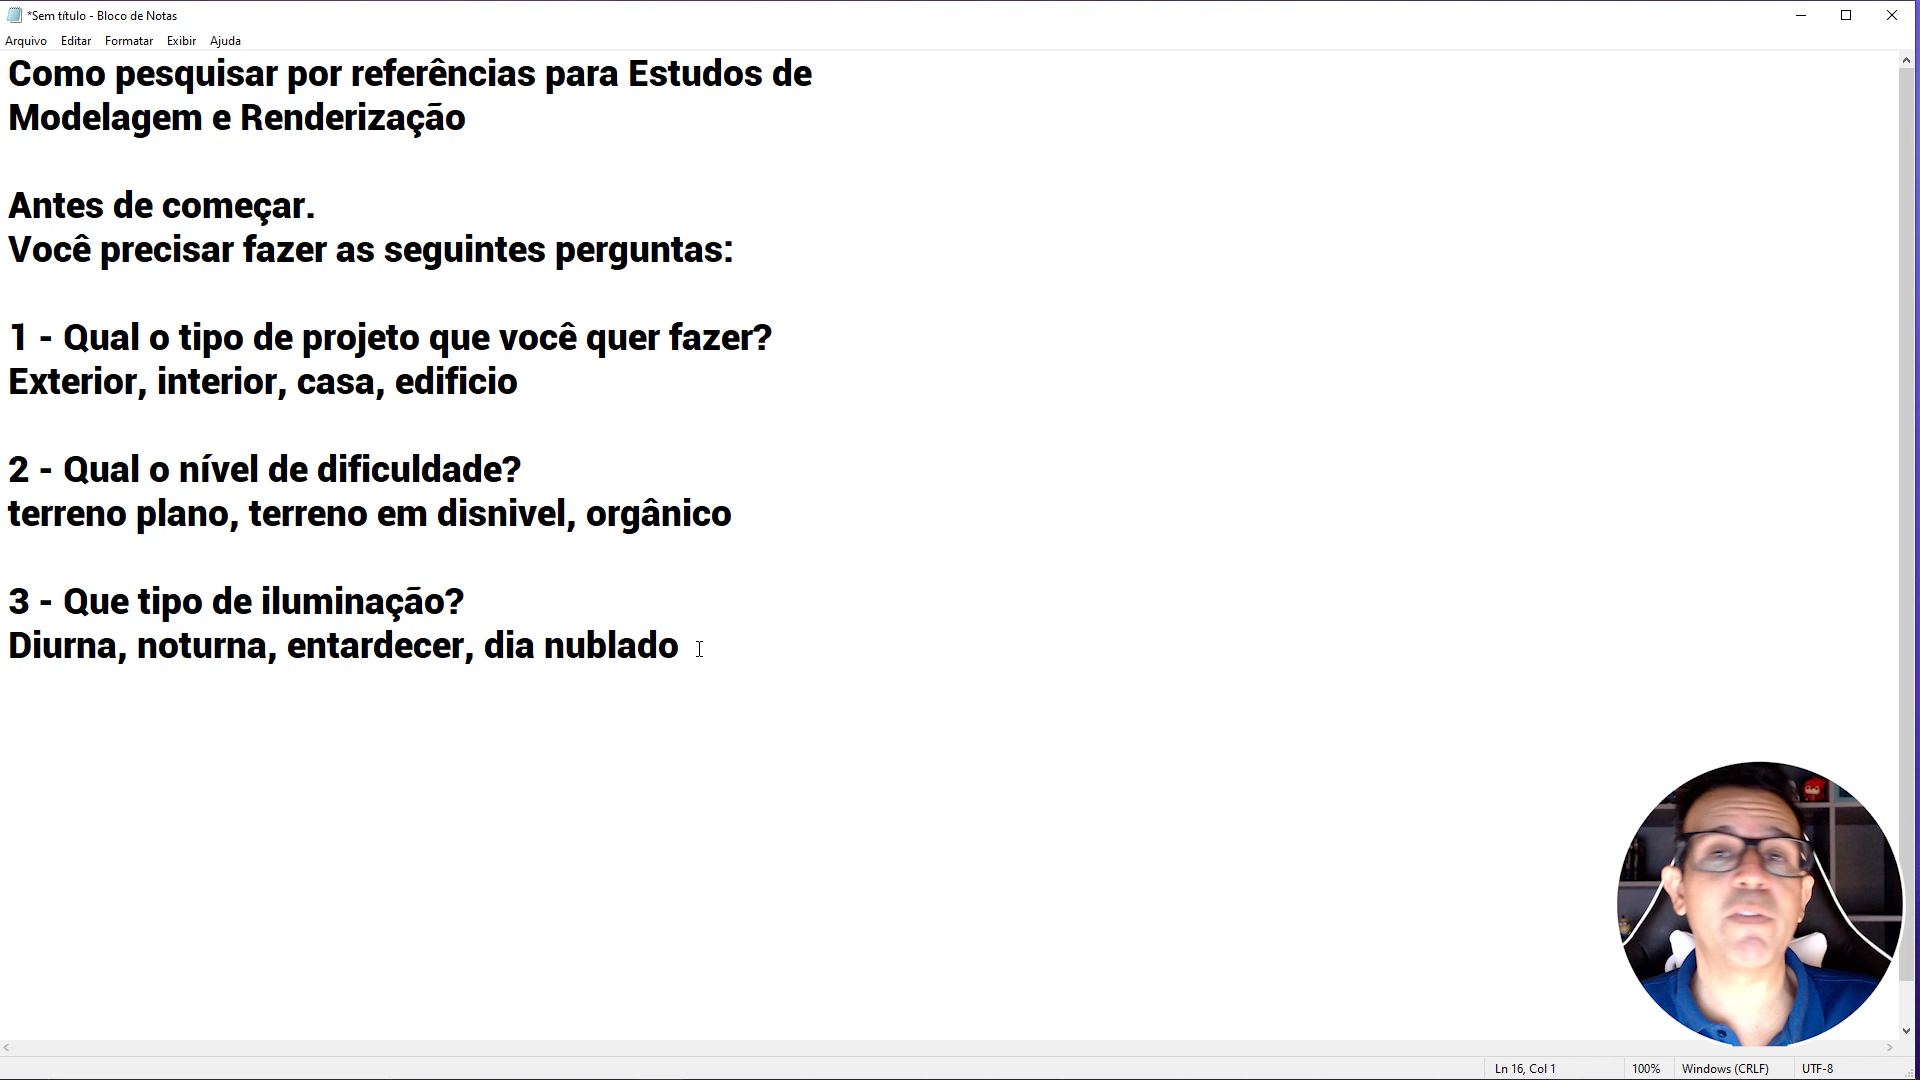 *Sem título - Bloco de Notas
Arquivo Editar Formatar Exibir Ajuda
Como pesquisar por referências para Estudos de
Modelagem e Renderização
Antes de começar.
Você precisar fazer as seguintes perguntas:
1 - Qual o tipo de projeto que você quer fazer?
Exterior, interior, casa, edificio
2 - Qual o nível de dificuldade?
terreno plano, terreno em disnivel, orgânico
3 - Que tipo de iluminação?
Diurna, noturna, entardecer, dia nublado
Ln 16, Col 1 100% Windows (CRLF) UTF-8